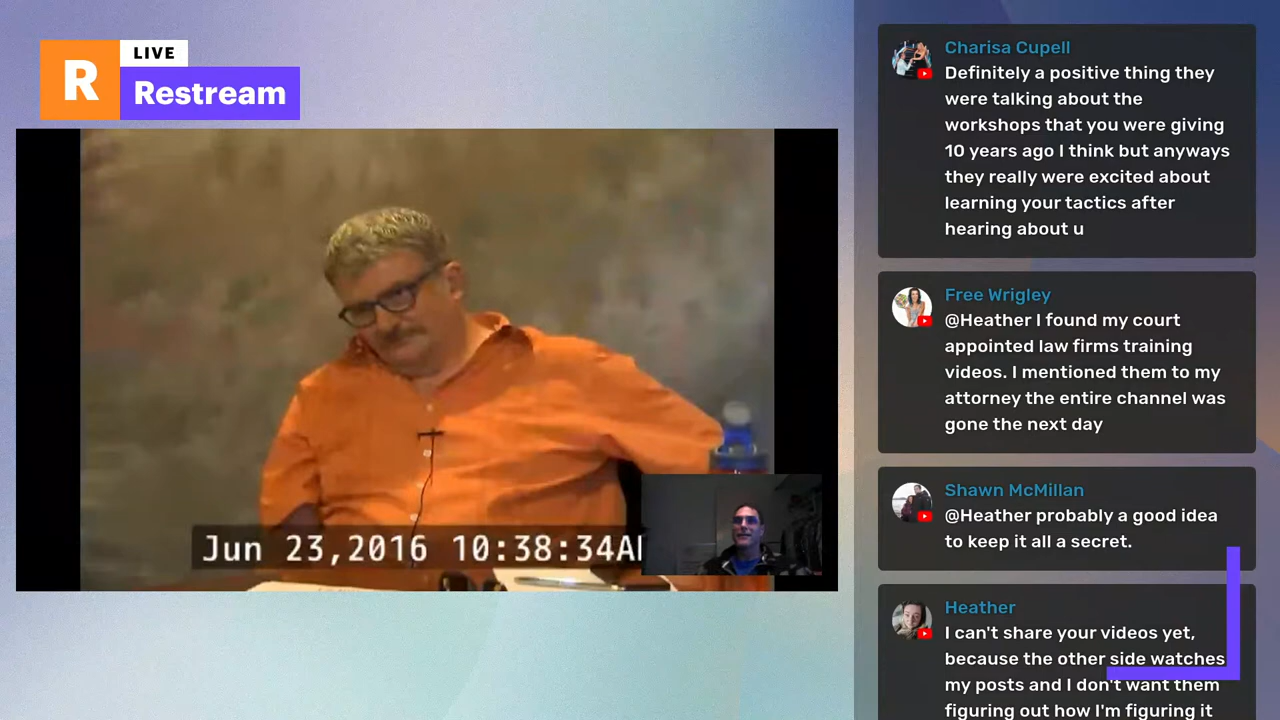 R
LIVE
Restream
Jun 23,2016 10:38:34A
Charisa Cupell
Definitely a positive thing they
were talking about the
workshops that you were giving
10 years ago I think but anyways
they really were excited about
learning your tactics after
hearing about u
Free Wrigley
@Heather I found my court
appointed law firms training
videos. I mentioned them to my
attorney the entire channel was
gone the next day
Shawn McMillan
@Heather probably a good idea
to keep it all a secret.
Heather
I can't share your videos yet,
because the other side watches
my posts and I don't want them
figuring out how I'm figuring it